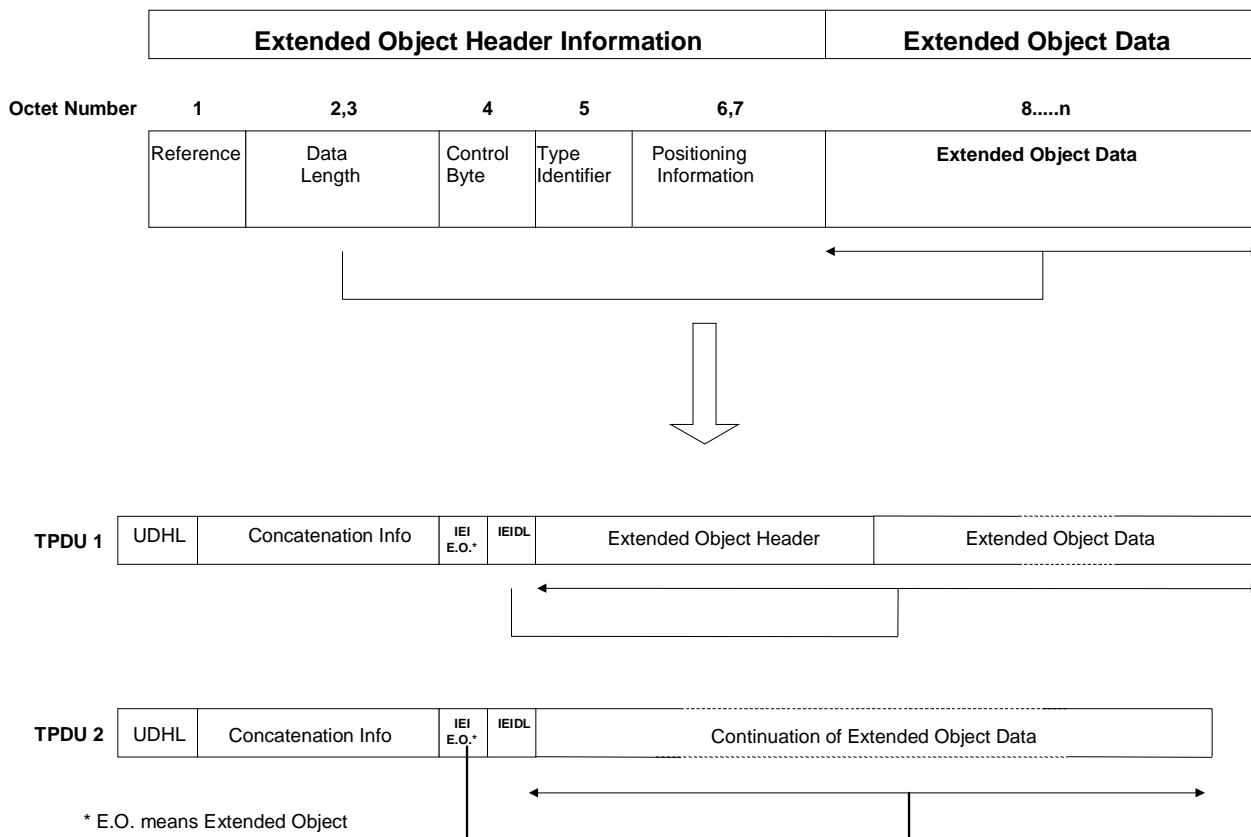 Extended Object Header Information Extended Object Data
Octet Number 1 2,3 4 5 6,7 8.....n
Reference Data Length Control Byte Type Identifier Positioning Information Extended Object Data
TPDU 1 UDHL Concatenation Info IEI E.O.* IEIDL Extended Object Header Extended Object Data
TPDU 2 UDHL Concatenation Info IEI E.O.* IEIDL Continuation of Extended Object Data
* E.O. means Extended Object